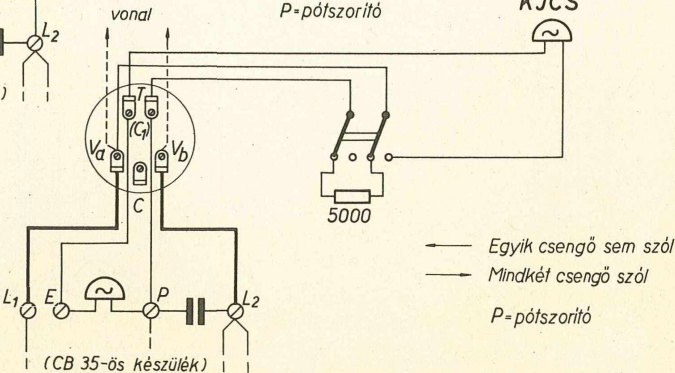 KJCS
vonal
P=pótszorító
L2
)
T
(C1)
Va
Vb
C
5000
Egyik csengő sem szól
Mindkét csengő szól
L1
E
P
L2
P=pótszorító
(CB 35-ös készülék)